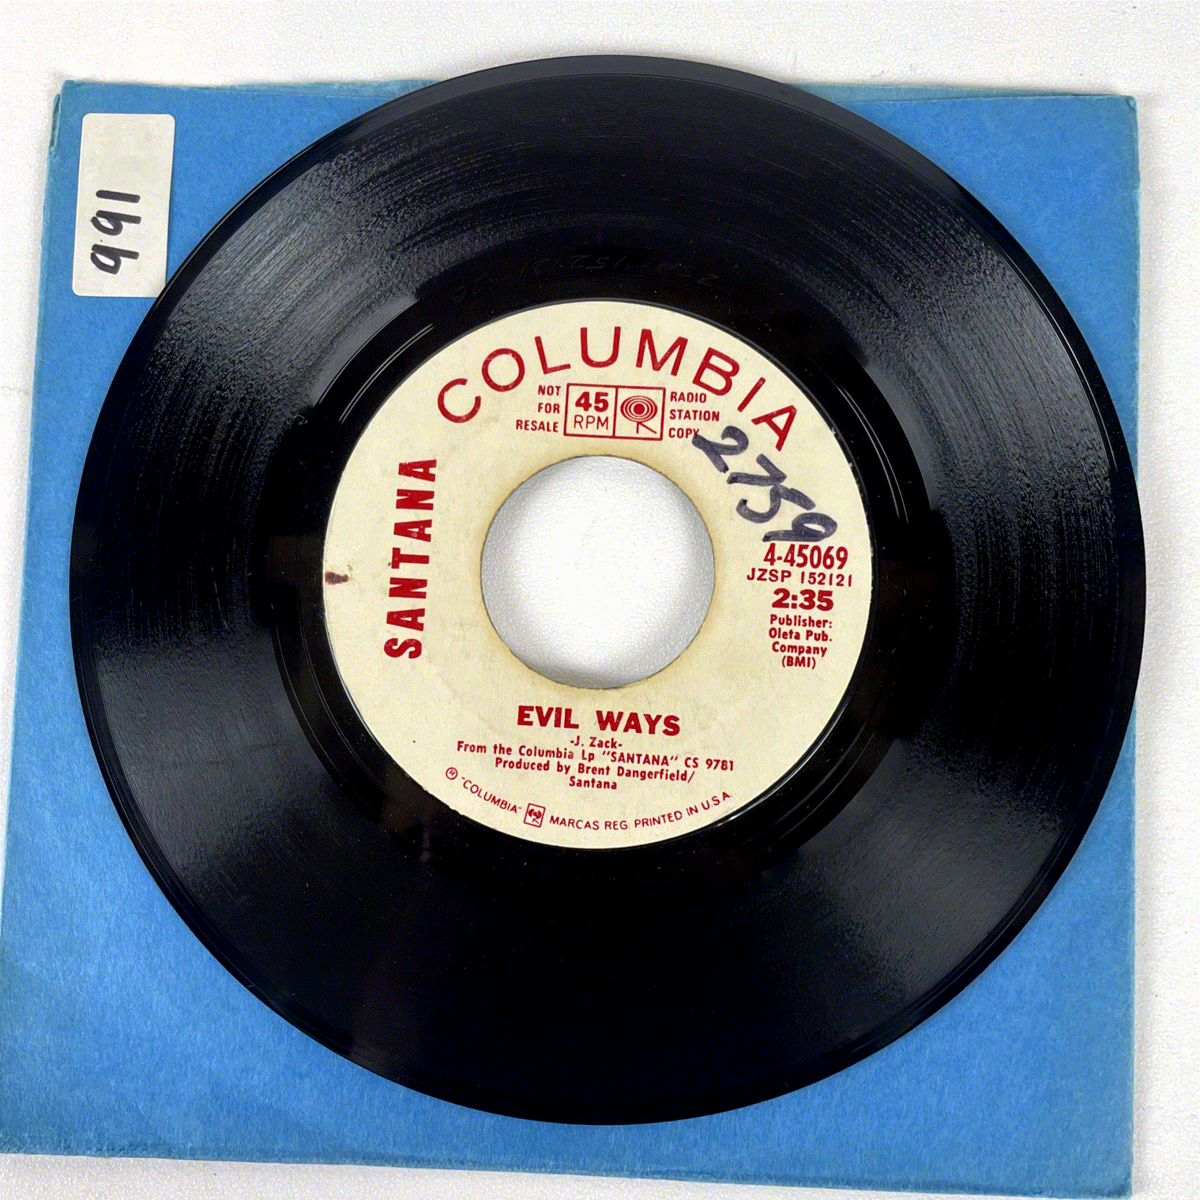 991
COLUMBIA
NOT
FOR
RESALE
45
RPM
RADIO
STATION
COPY
2759
SANTANA
4-45069
JZSP 152121
2:35
Publisher:
Oleta Pub.
Company
(BMI)
EVIL WAYS
-J. Zack-
From the Columbia Lp "SANTANA" CS 9781
Produced by Brent Dangerfield/
Santana
"COLUMBIA" MARCAS REG. PRINTED IN U.S.A.